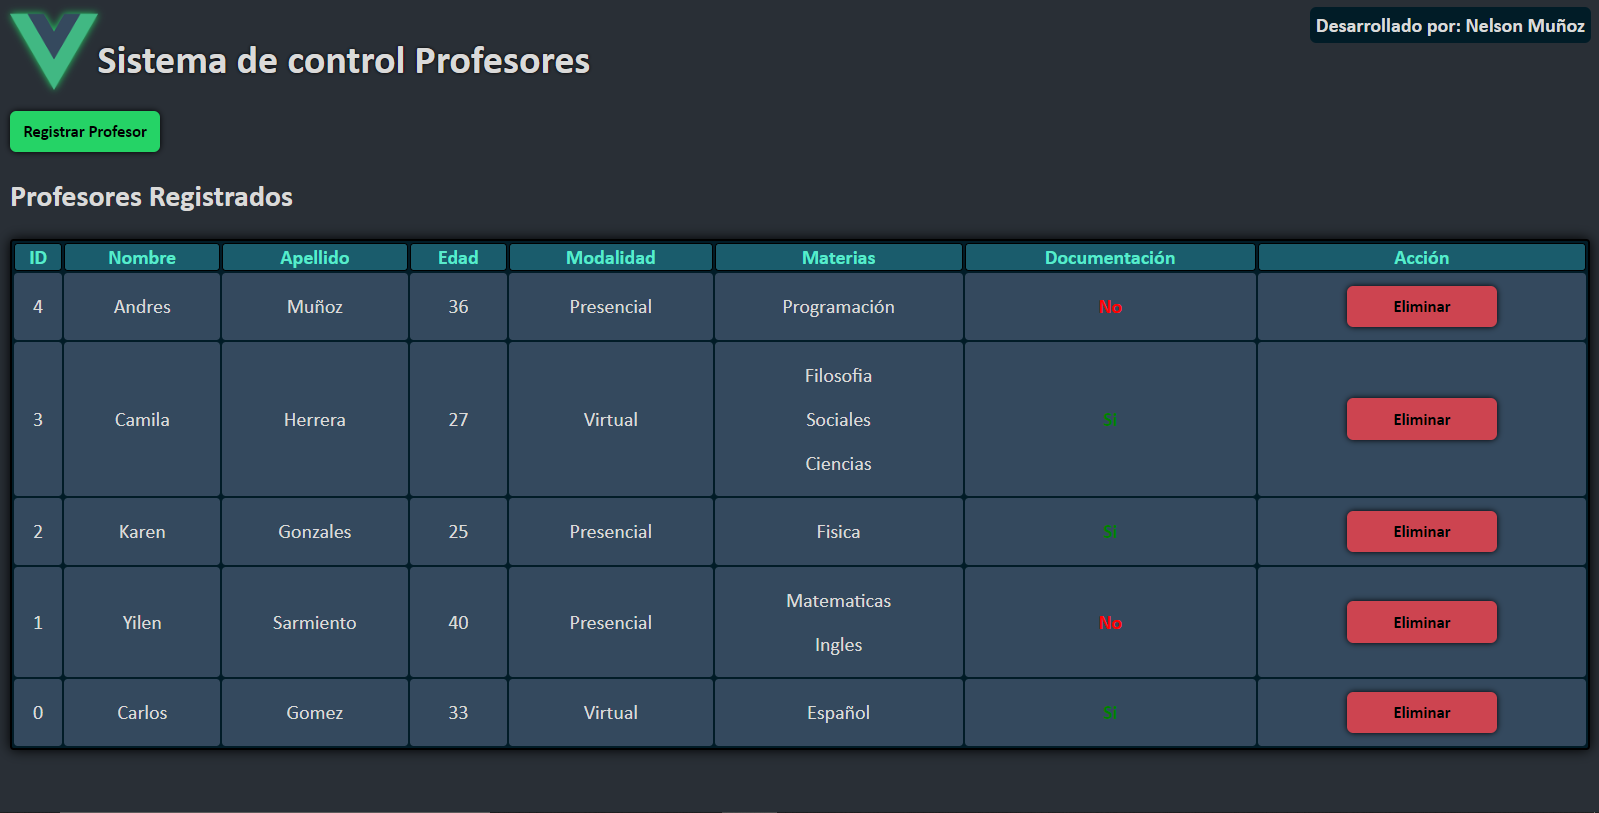 Desarrollado por: Nelson Muñoz
Sistema de control Profesores
Registrar Profesor
Profesores Registrados
ID Nombre Apellido Edad Modalidad Materias Documentación Acción
4 Andres Muñoz 36 Presencial Programación No Eliminar
Filosofia
3 Camila Herrera 27 Virtual Sociales Si Eliminar
Ciencias
2 Karen Gonzales 25 Presencial Fisica Si Eliminar
Matematicas
1 Yilen Sarmiento 40 Presencial No Eliminar
Ingles
0 Carlos Gomez 33 Virtual Español Si Eliminar